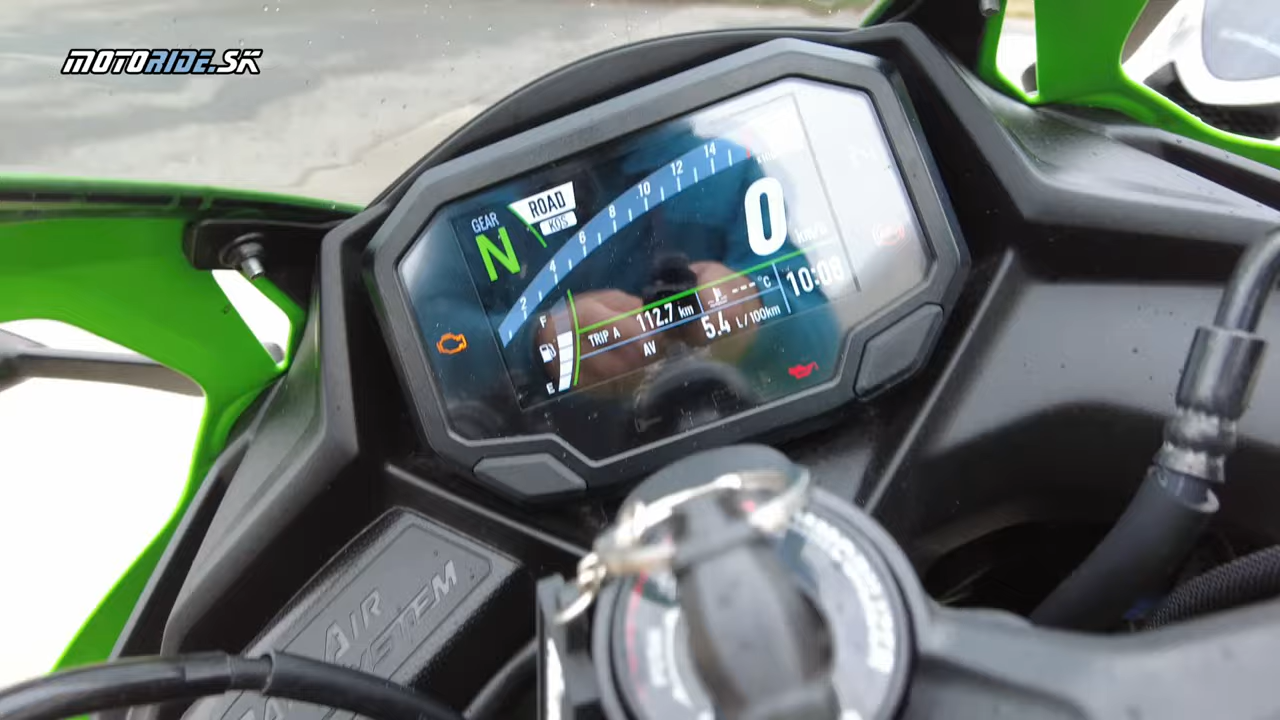 MOTORIDE.SK
GEAR
N
ROAD
KQS
2
4
6
8
10
12
14
0
km/h
F
E
TRIP A 112.7 km
--- °C
10:08
AV 5.4 L/100km
AIR
SYSTEM